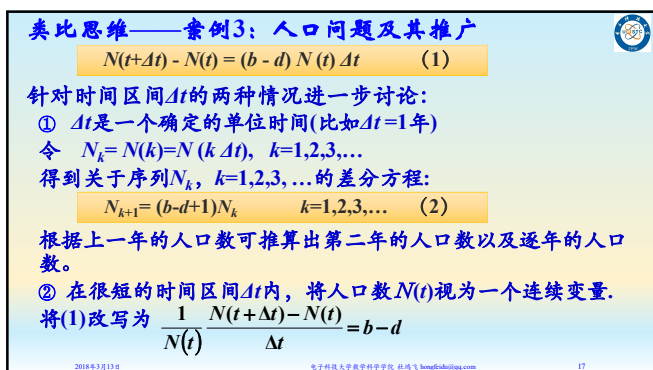 类比思维——案例3：人口问题及其推广
N(t+Δt) - N(t) = (b - d) N (t) Δt （1）
针对时间区间Δt的两种情况进一步讨论：
① Δt是一个确定的单位时间(比如Δt =1年)
令 Nₖ= N(k)=N (k Δt), k=1,2,3,…
得到关于序列Nₖ，k=1,2,3, …的差分方程:
Nₖ₊₁= (b-d+1)Nₖ k=1,2,3,… （2）
根据上一年的人口数可推算出第二年的人口数以及逐年的人口
数。
② 在很短的时间区间Δt内，将人口数N(t)视为一个连续变量.
将(1)改写为 1/N(t) (N(t+Δt)−N(t))/Δt = b−d
2018年3月13日 电子科技大学数学科学学院 杜鸿飞 hongfeidu@qq.com 17